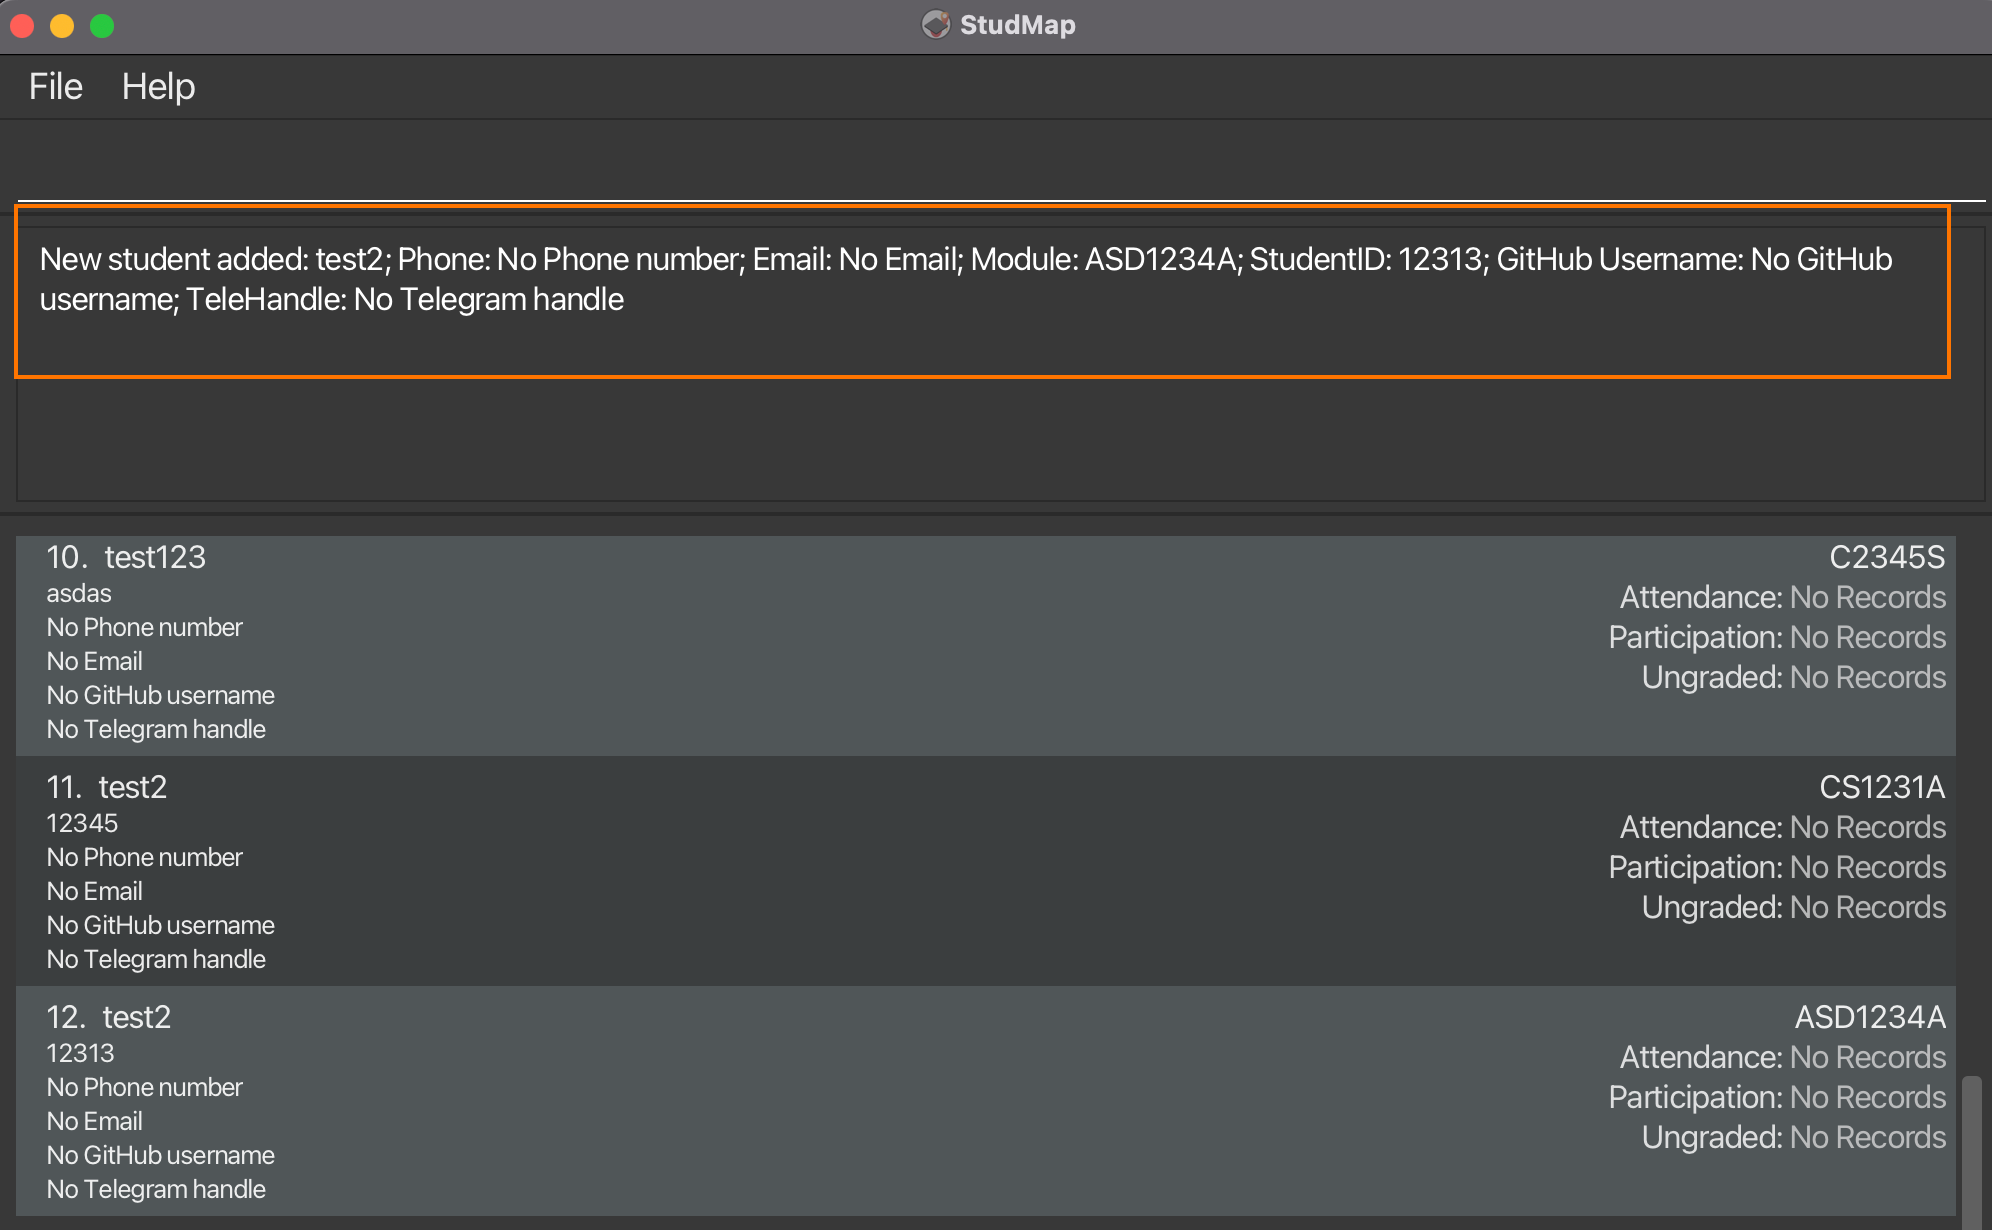 StudMap
File Help
New student added: test2; Phone: No Phone number; Email: No Email; Module: ASD1234A; StudentID: 12313; GitHub Username: No GitHub
username; TeleHandle: No Telegram handle
10. test123
C2345S
asdas
Attendance: No Records
No Phone number
Participation: No Records
No Email
Ungraded: No Records
No GitHub username
No Telegram handle
11. test2
CS1231A
12345
Attendance: No Records
No Phone number
Participation: No Records
No Email
Ungraded: No Records
No GitHub username
No Telegram handle
12. test2
ASD1234A
12313
Attendance: No Records
No Phone number
Participation: No Records
No Email
Ungraded: No Records
No GitHub username
No Telegram handle